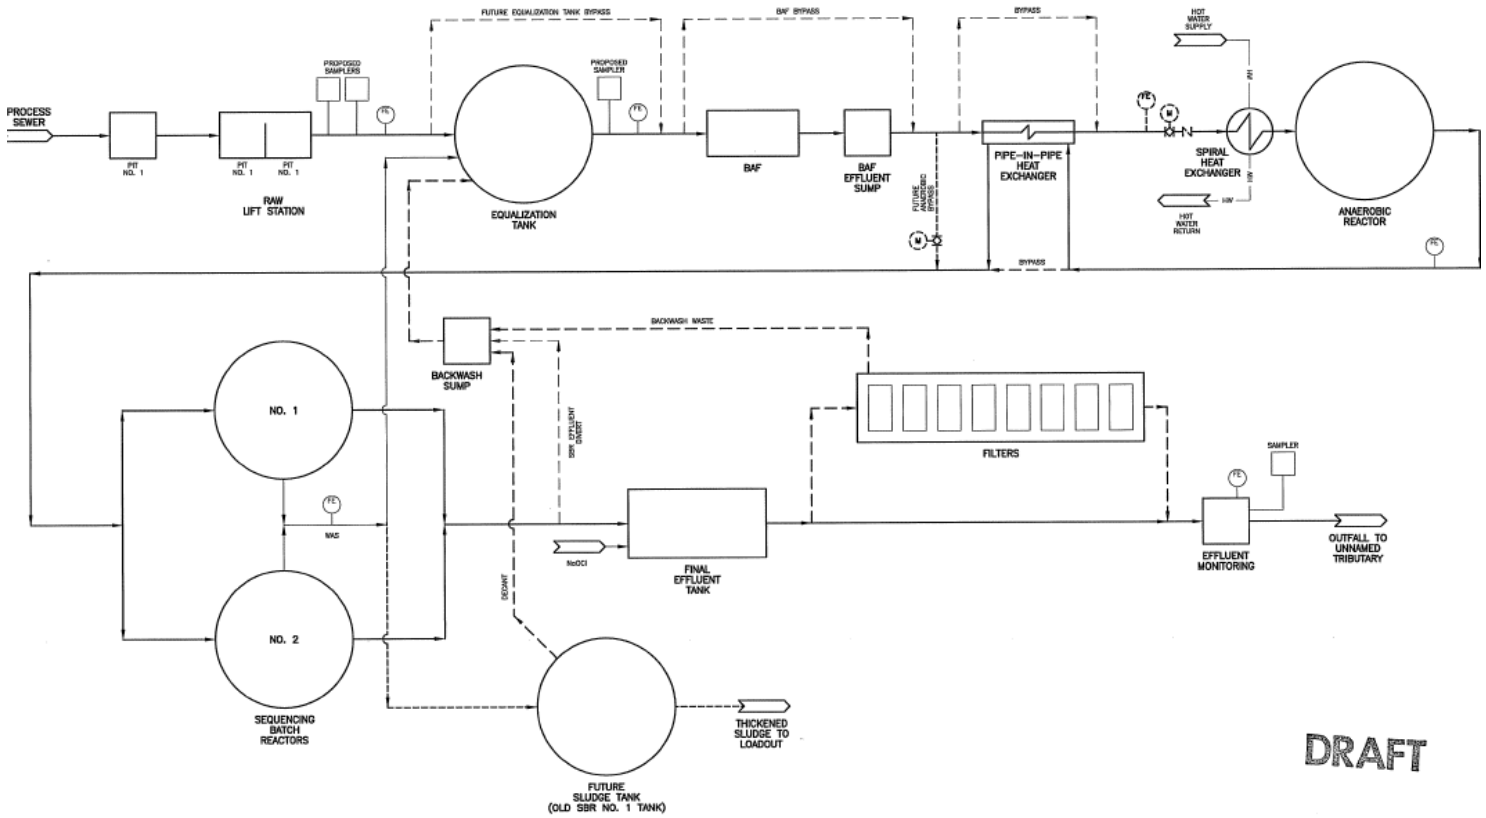 FUTURE EQUALIZATION TANK BYPASS
BAF BYPASS
BYPASS
HOT
WATER
SUPPLY
HW
PROPOSED
SAMPLERS
PROPOSED
SAMPLER
PROCESS
SEWER
FE
FE
FE
M
PIT
NO. 1
PIT
NO. 1
PIT
NO. 1
RAW
LIFT STATION
EQUALIZATION
TANK
BAF
BAF
EFFLUENT
SUMP
FUTURE
ANAEROBIC
BYPASS
M
PIPE-IN-PIPE
HEAT
EXCHANGER
SPIRAL
HEAT
EXCHANGER
HW
HW
HOT
WATER
RETURN
ANAEROBIC
REACTOR
FE
BYPASS
BACKWASH WASTE
BACKWASH
SUMP
NO. 1
SBR EFFLUENT
DIVERT
FILTERS
SAMPLER
FE
FE
WAS
NaOCl
FINAL
EFFLUENT
TANK
EFFLUENT
MONITORING
OUTFALL TO
UNNAMED
TRIBUTARY
DECANT
NO. 2
SEQUENCING
BATCH
REACTORS
THICKENED
SLUDGE TO
LOADOUT
FUTURE
SLUDGE TANK
(OLD SBR NO. 1 TANK)
DRAFT